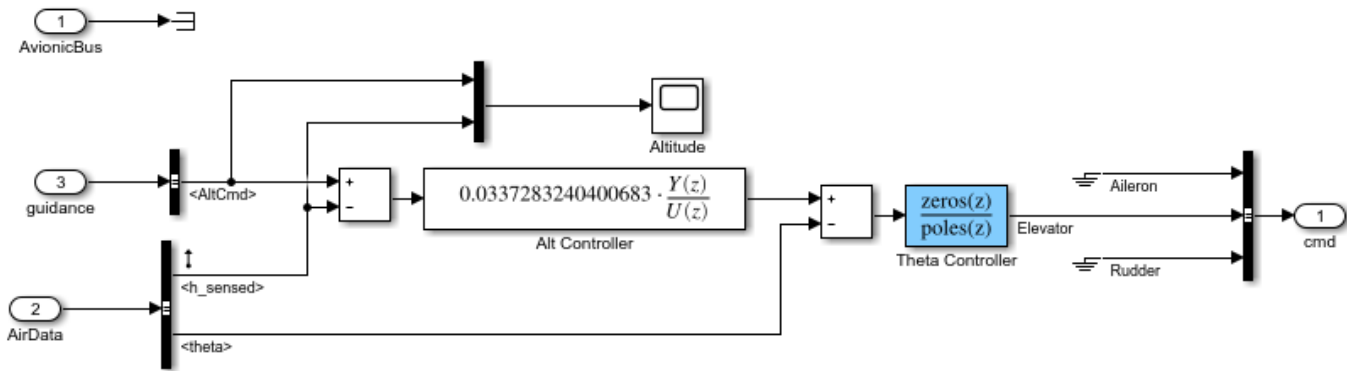 1
AvionicBus
Altitude
3
guidance
<AltCmd>
+
−
0.0337283240400683 · Y(z)
U(z)
Alt Controller
+
−
zeros(z)
poles(z)
Theta Controller
Aileron
Elevator
Rudder
1
cmd
<h_sensed>
2
AirData
<theta>